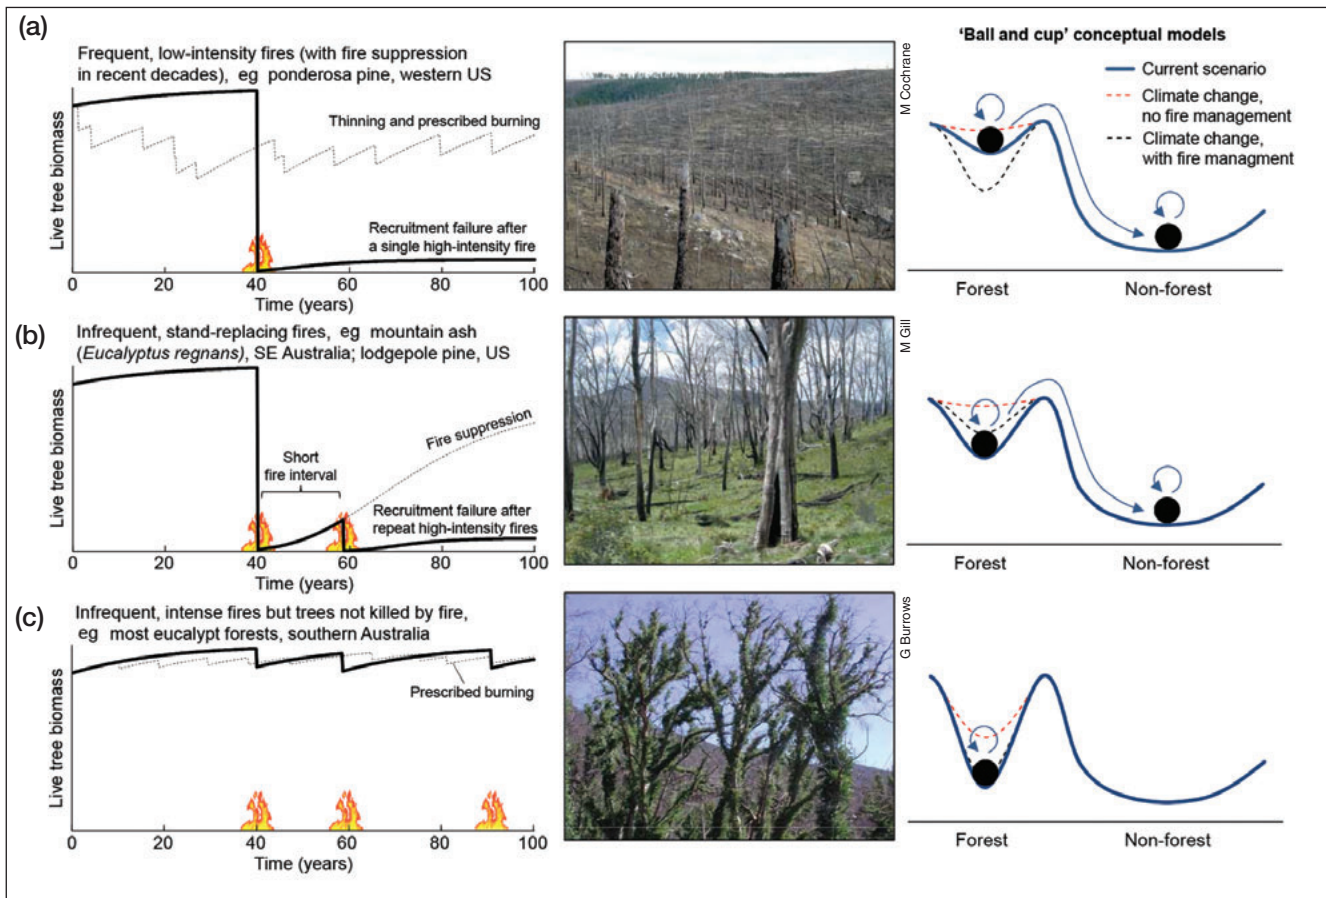 (a)
Frequent, low-intensity fires (with fire suppression
in recent decades), eg ponderosa pine, western US
Live tree biomass
Thinning and prescribed burning
Recruitment failure after
a single high-intensity fire
0 20 40 60 80 100
Time (years)
M Cochrane
'Ball and cup' conceptual models
Current scenario
Climate change,
no fire management
Climate change,
with fire managment
Forest Non-forest
(b)
Infrequent, stand-replacing fires, eg mountain ash
(Eucalyptus regnans), SE Australia; lodgepole pine, US
Live tree biomass
Fire suppression
Short
fire interval
Recruitment failure after
repeat high-intensity fires
0 20 40 60 80 100
Time (years)
M Gill
Forest Non-forest
(c)
Infrequent, intense fires but trees not killed by fire,
eg most eucalypt forests, southern Australia
Live tree biomass
Prescribed burning
0 20 40 60 80 100
Time (years)
G Burrows
Forest Non-forest